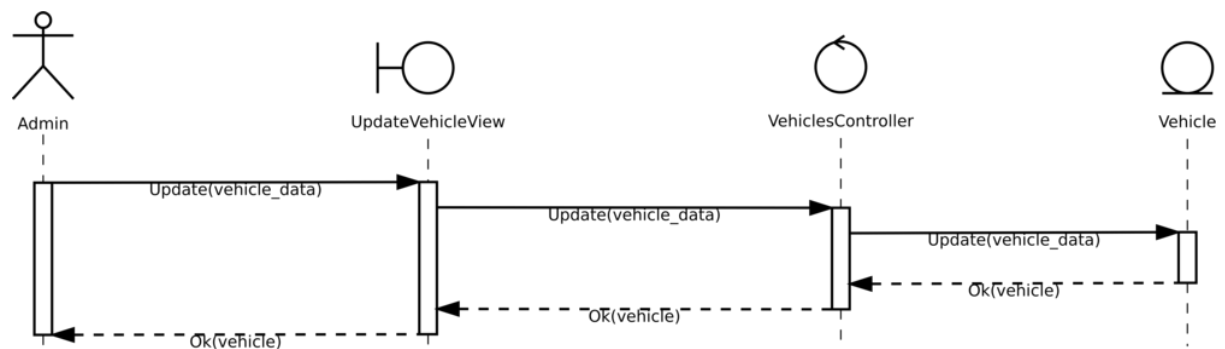 Admin
UpdateVehicleView
VehiclesController
Vehicle
Update(vehicle_data)
Update(vehicle_data)
Update(vehicle_data)
Ok(vehicle)
Ok(vehicle)
Ok(vehicle)